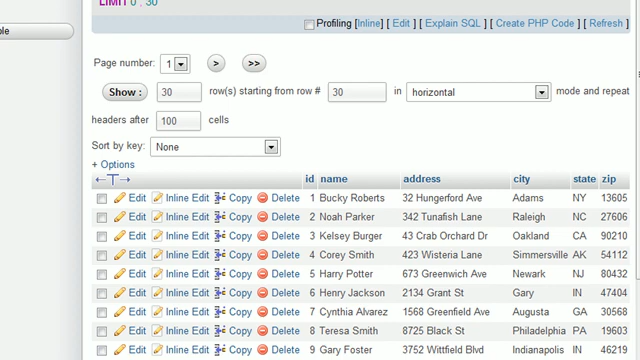 LIMIT 0 , 30
Profiling [Inline] [ Edit ] [ Explain SQL ] [ Create PHP Code ] [ Refresh ]
ble
Page number: 1 > >>
Show : 30 row(s) starting from row # 30 in horizontal mode and repeat
headers after 100 cells
Sort by key: None
+ Options
←T→ id name address city state zip
Edit Inline Edit Copy Delete 1 Bucky Roberts 32 Hungerford Ave Adams NY 13605
Edit Inline Edit Copy Delete 2 Noah Parker 342 Tunafish Lane Raleigh NC 27606
Edit Inline Edit Copy Delete 3 Kelsey Burger 43 Crab Orchard Dr Oakland CA 90210
Edit Inline Edit Copy Delete 4 Corey Smith 423 Wisteria Lane Simmersville AK 54112
Edit Inline Edit Copy Delete 5 Harry Potter 673 Greenwich Ave Newark NJ 80432
Edit Inline Edit Copy Delete 6 Henry Jackson 2134 Grant St Gary IN 47404
Edit Inline Edit Copy Delete 7 Cynthia Alvarez 1568 Greenfield Ave Augusta GA 30568
Edit Inline Edit Copy Delete 8 Teresa Smith 8725 Black St Philadelphia PA 19603
Edit Inline Edit Copy Delete 9 Gary Foster 3752 Wittfield Blvd Indianapolis IN 46219